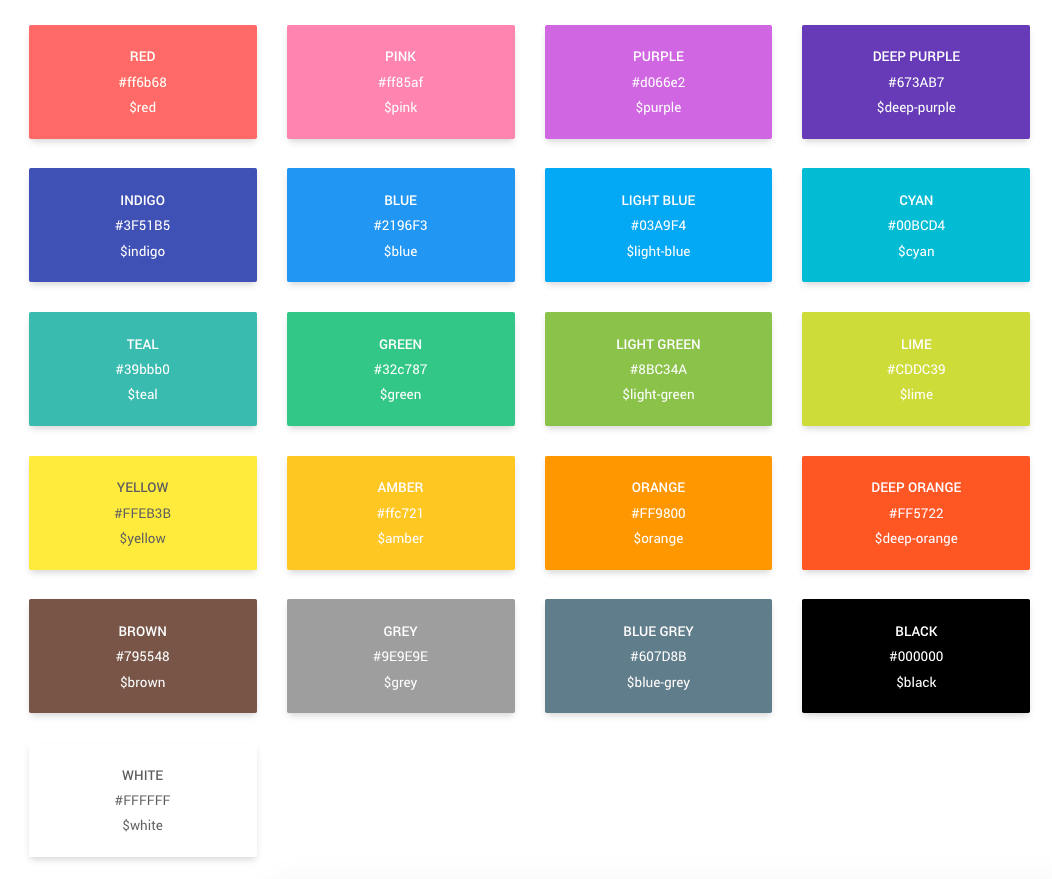 RED
#ff6b68
$red
PINK
#ff85af
$pink
PURPLE
#d066e2
$purple
DEEP PURPLE
#673AB7
$deep-purple
INDIGO
#3F51B5
$indigo
BLUE
#2196F3
$blue
LIGHT BLUE
#03A9F4
$light-blue
CYAN
#00BCD4
$cyan
TEAL
#39bbb0
$teal
GREEN
#32c787
$green
LIGHT GREEN
#8BC34A
$light-green
LIME
#CDDC39
$lime
YELLOW
#FFEB3B
$yellow
AMBER
#ffc721
$amber
ORANGE
#FF9800
$orange
DEEP ORANGE
#FF5722
$deep-orange
BROWN
#795548
$brown
GREY
#9E9E9E
$grey
BLUE GREY
#607D8B
$blue-grey
BLACK
#000000
$black
WHITE
#FFFFFF
$white